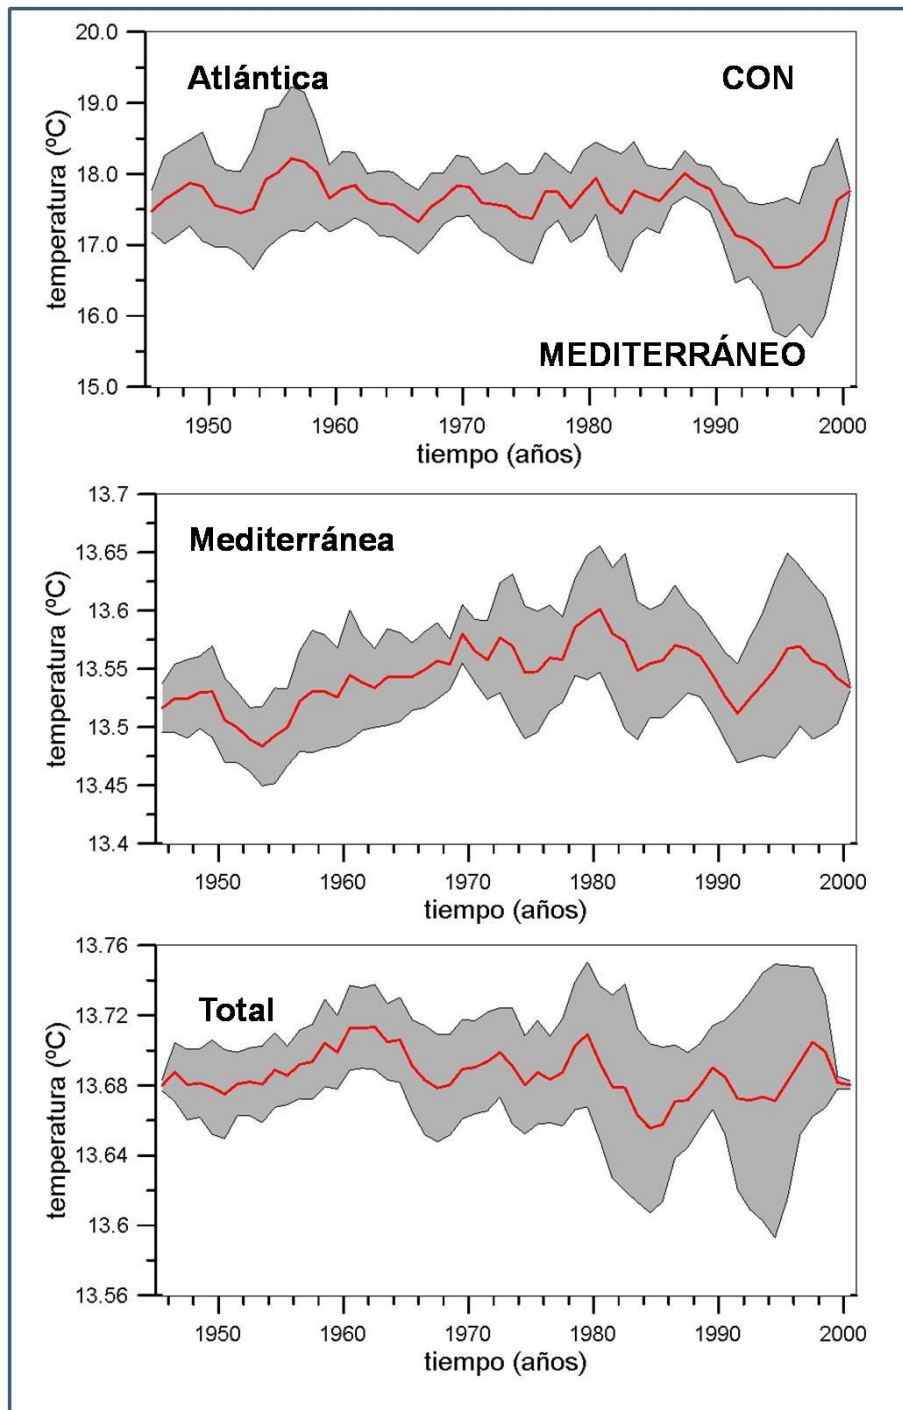 20.0
Atlántica CON
19.0
18.0
17.0
16.0
MEDITERRÁNEO
15.0
temperatura (ºC)
1950 1960 1970 1980 1990 2000
tiempo (años)
13.7
Mediterránea
13.65
13.6
13.55
13.5
13.45
13.4
temperatura (ºC)
1950 1960 1970 1980 1990 2000
tiempo (años)
13.76
Total
13.72
13.68
13.64
13.6
13.56
temperatura (ºC)
1950 1960 1970 1980 1990 2000
tiempo (años)